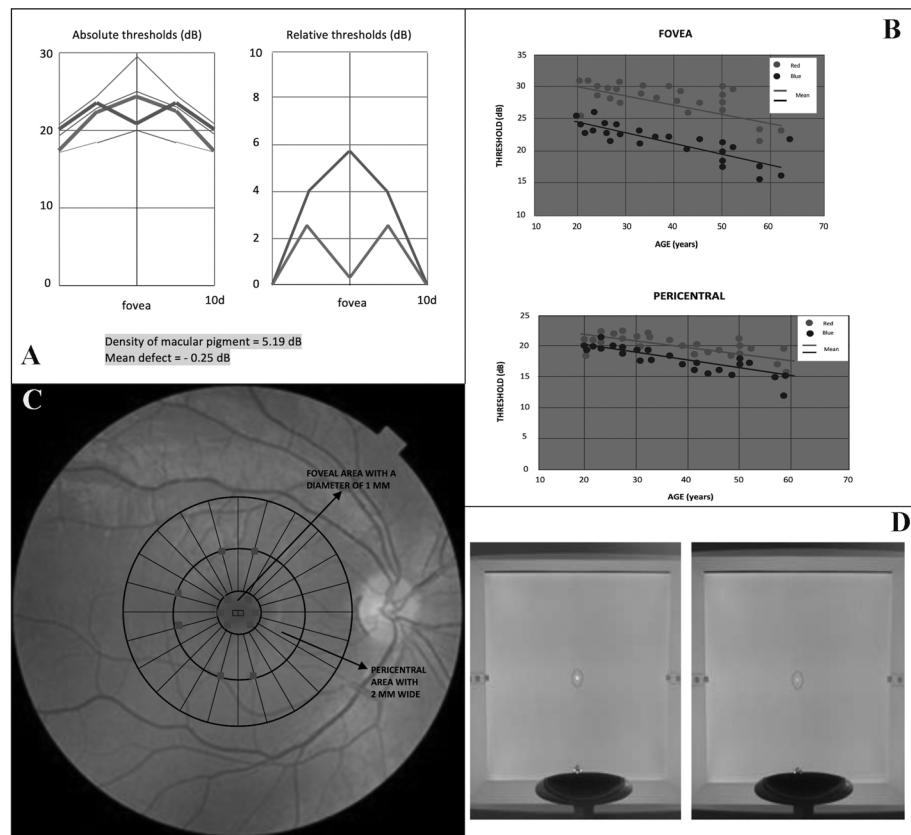 Absolute thresholds (dB)
Relative thresholds (dB)
30
20
10
0
fovea
10d
10
8
6
4
2
0
fovea
10d
A
Density of macular pigment = 5.19 dB
Mean defect = - 0.25 dB
B
FOVEA
35
30
25
20
15
10
THRESHOLD (dB)
10 20 30 40 50 60 70
AGE (years)
Red
Blue
Mean
PERICENTRAL
25
20
15
10
5
0
THRESHOLD (dB)
10 20 30 40 50 60 70
AGE (years)
Red
Blue
Mean
C
FOVEAL AREA WITH A
DIAMETER OF 1 MM
PERICENTRAL
AREA WITH
2 MM WIDE
D